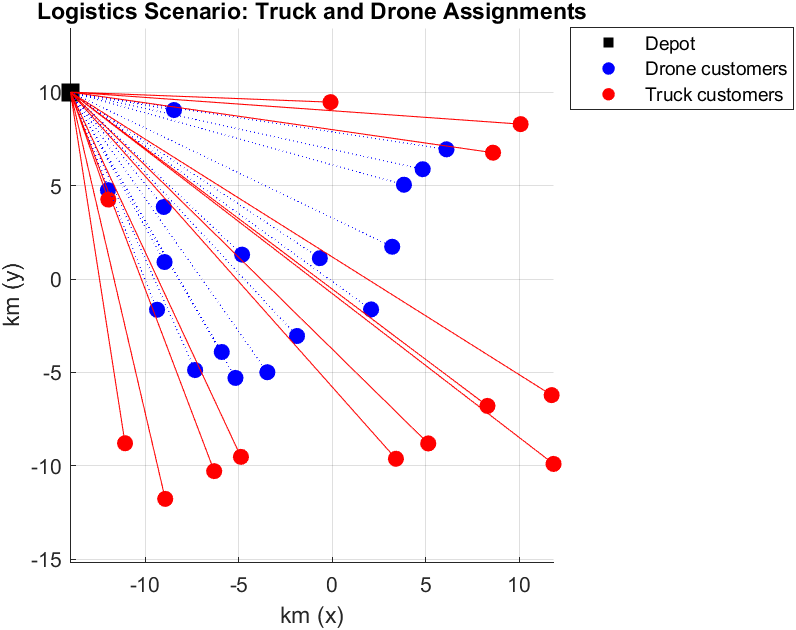 Logistics Scenario: Truck and Drone Assignments
Depot
Drone customers
Truck customers
10
5
0
-5
-10
-15
km (y)
-10
-5
0
5
10
km (x)